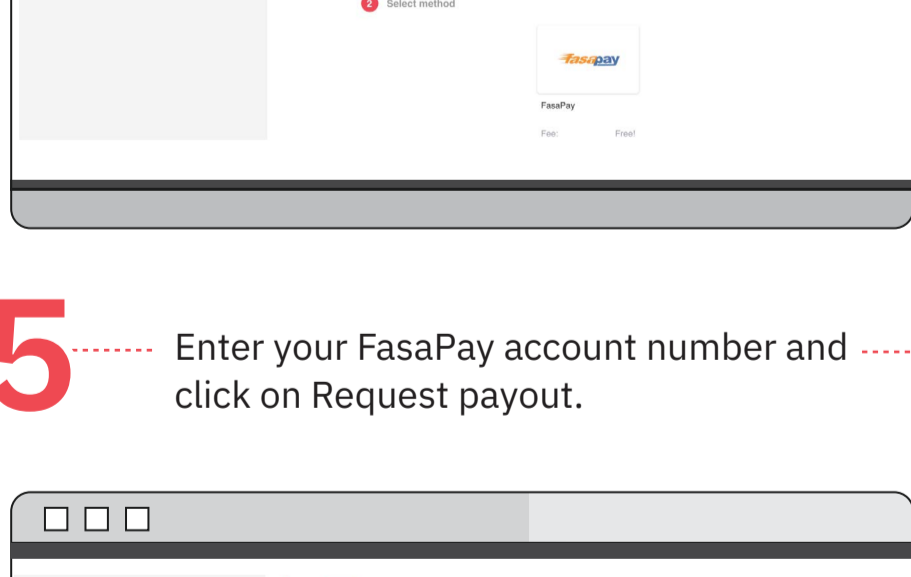 2 Select method
fasapay
FasaPay
Fee: Free!
5
Enter your FasaPay account number and
click on Request payout.